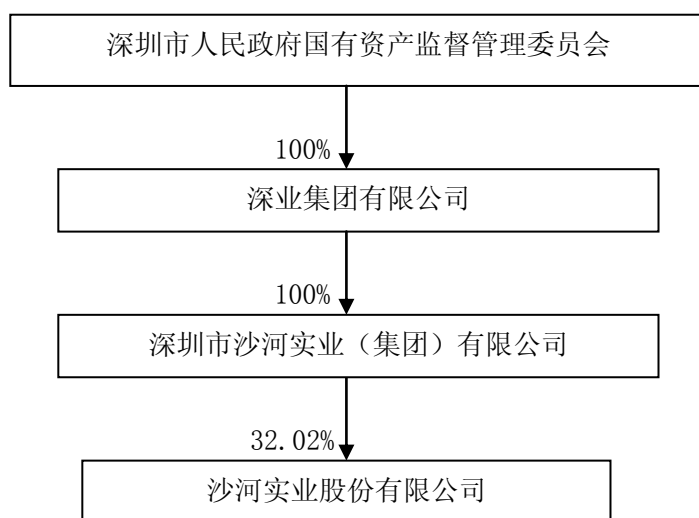 深圳市人民政府国有资产监督管理委员会
100%
深业集团有限公司
100%
深圳市沙河实业（集团）有限公司
32.02%
沙河实业股份有限公司